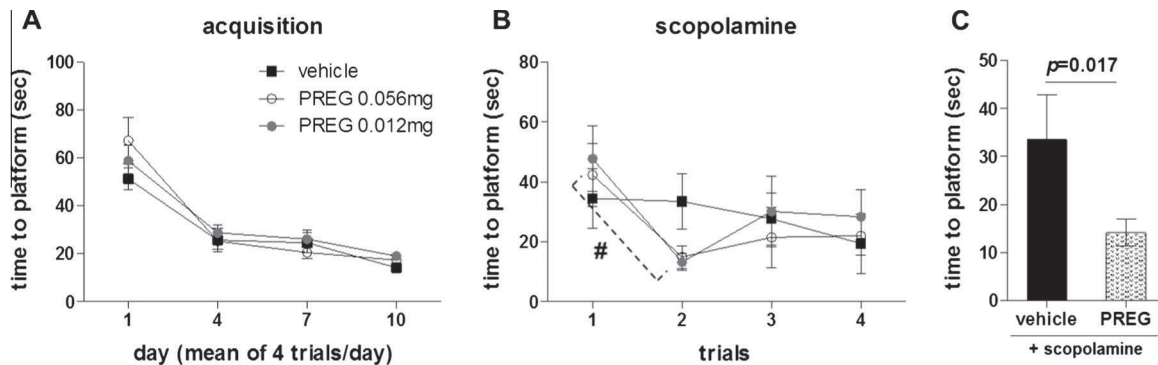 A
acquisition
time to platform (sec)
100
80
60
40
20
0
vehicle
PREG 0.056mg
PREG 0.012mg
1 4 7 10
day (mean of 4 trials/day)
B
scopolamine
time to platform (sec)
80
60
40
20
0
#
1 2 3 4
trials
C
time to platform (sec)
50
40
30
20
10
0
p=0.017
vehicle PREG
+ scopolamine